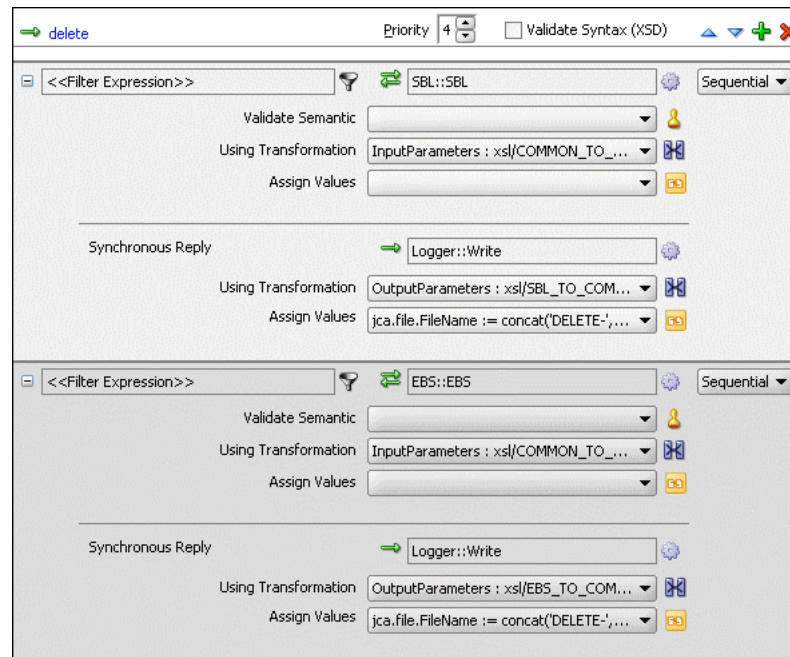 delete Priority 4 Validate Syntax (XSD)
<<Filter Expression>> SBL::SBL Sequential
Validate Semantic
Using Transformation InputParameters : xsl/COMMON_TO_...
Assign Values
Synchronous Reply Logger::Write
Using Transformation OutputParameters : xsl/SBL_TO_COM...
Assign Values jca.file.FileName := concat('DELETE-',...
<<Filter Expression>> EBS::EBS Sequential
Validate Semantic
Using Transformation InputParameters : xsl/COMMON_TO_...
Assign Values
Synchronous Reply Logger::Write
Using Transformation OutputParameters : xsl/EBS_TO_COM...
Assign Values jca.file.FileName := concat('DELETE-',...